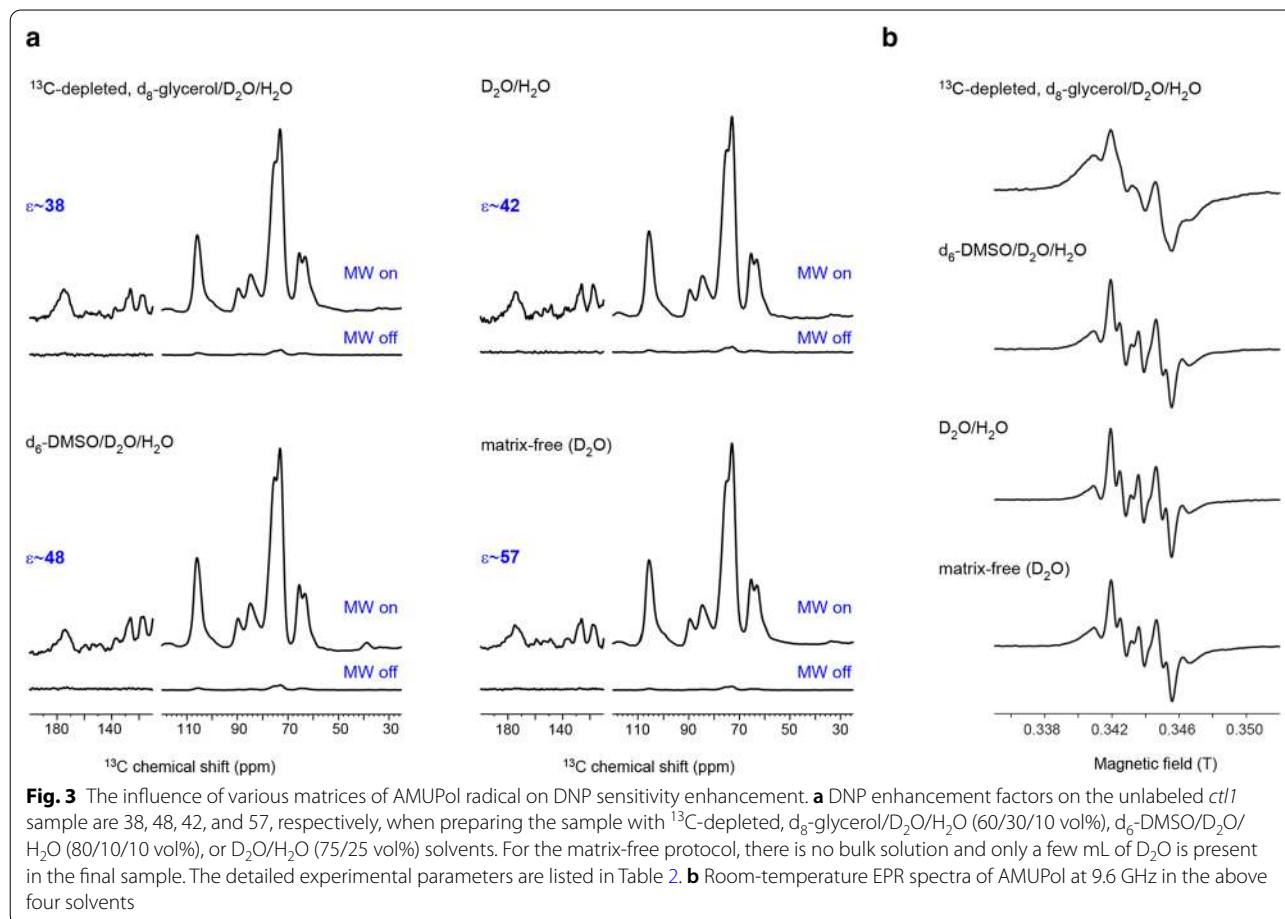 a
b
¹³C-depleted, d₈-glycerol/D₂O/H₂O
D₂O/H₂O
¹³C-depleted, d₈-glycerol/D₂O/H₂O
ε~38
ε~42
MW on
MW on
d₆-DMSO/D₂O/H₂O
MW off
MW off
D₂O/H₂O
d₆-DMSO/D₂O/H₂O
matrix-free (D₂O)
ε~48
ε~57
matrix-free (D₂O)
MW on
MW on
MW off
MW off
180 140 110 90 70 50 30
180 140 110 90 70 50 30
0.338 0.342 0.346 0.350
¹³C chemical shift (ppm)
¹³C chemical shift (ppm)
Magnetic field (T)
Fig. 3 The influence of various matrices of AMUPol radical on DNP sensitivity enhancement. a DNP enhancement factors on the unlabeled ctl1
sample are 38, 48, 42, and 57, respectively, when preparing the sample with ¹³C-depleted, d₈-glycerol/D₂O/H₂O (60/30/10 vol%), d₆-DMSO/D₂O/
H₂O (80/10/10 vol%), or D₂O/H₂O (75/25 vol%) solvents. For the matrix-free protocol, there is no bulk solution and only a few mL of D₂O is present
in the final sample. The detailed experimental parameters are listed in Table 2. b Room-temperature EPR spectra of AMUPol at 9.6 GHz in the above
four solvents